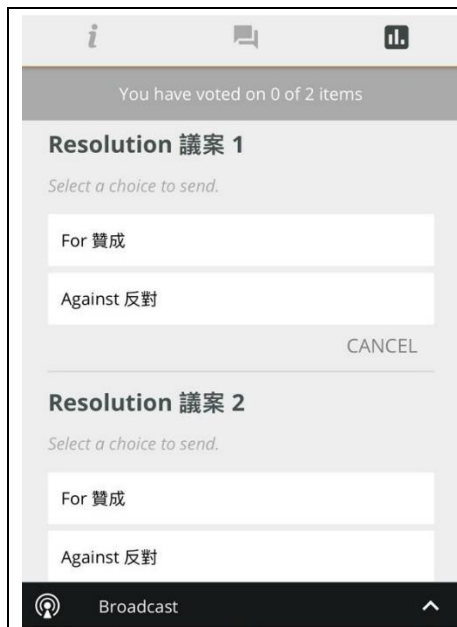 You have voted on 0 of 2 items
Resolution 議案 1
Select a choice to send.
For 贊成
Against 反對
CANCEL
Resolution 議案 2
Select a choice to send.
For 贊成
Against 反對
Broadcast